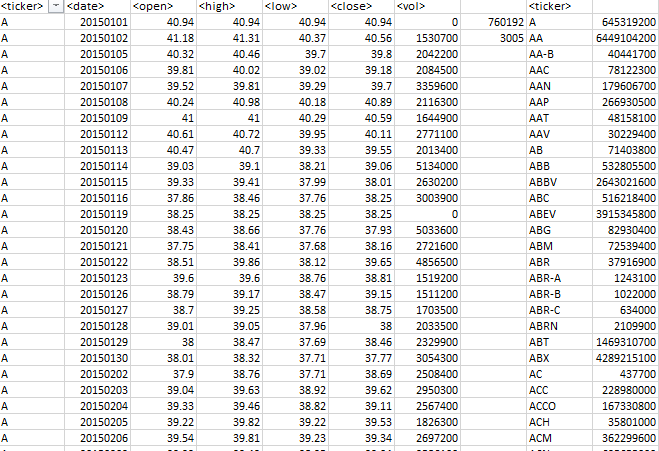 <ticker> <date> <open> <high> <low> <close> <vol> <ticker>
A 20150101 40.94 40.94 40.94 40.94 0 760192 A 645319200
A 20150102 41.18 41.31 40.37 40.56 1530700 3005 AA 6449104200
A 20150105 40.32 40.46 39.7 39.8 2042200 AA-B 40441700
A 20150106 39.81 40.02 39.02 39.18 2084500 AAC 78122300
A 20150107 39.52 39.81 39.29 39.7 3359600 AAN 179606700
A 20150108 40.24 40.98 40.18 40.89 2116300 AAP 266930500
A 20150109 41 41 40.29 40.59 1644900 AAT 48158100
A 20150112 40.61 40.72 39.95 40.11 2771100 AAV 30229400
A 20150113 40.47 40.7 39.33 39.55 2013400 AB 71403800
A 20150114 39.03 39.1 38.21 39.06 5134000 ABB 532805500
A 20150115 39.33 39.41 37.99 38.01 2630200 ABBV 2643021600
A 20150116 37.86 38.46 37.76 38.25 3003900 ABC 516218400
A 20150119 38.25 38.25 38.25 38.25 0 ABEV 3915345800
A 20150120 38.43 38.66 37.76 37.93 5033600 ABG 82930400
A 20150121 37.75 38.41 37.68 38.16 2721600 ABM 72539400
A 20150122 38.51 39.86 38.12 39.65 4856500 ABR 37916900
A 20150123 39.6 39.6 38.76 38.81 1519200 ABR-A 1243100
A 20150126 38.79 39.17 38.47 39.15 1511200 ABR-B 1022000
A 20150127 38.7 39.25 38.58 38.75 1703500 ABR-C 634000
A 20150128 39.01 39.05 37.96 38 2033500 ABRN 2109900
A 20150129 38 38.47 37.69 38.46 2329900 ABT 1469310700
A 20150130 38.01 38.32 37.71 37.77 3054300 ABX 4289215100
A 20150202 37.9 38.76 37.71 38.69 2508400 AC 437700
A 20150203 39.04 39.63 38.92 39.62 2950300 ACC 228980000
A 20150204 39.33 39.46 38.82 39.11 2567400 ACCO 167330800
A 20150205 39.22 39.82 39.22 39.53 1826300 ACH 35801000
A 20150206 39.54 39.81 39.23 39.34 2697200 ACM 362299600